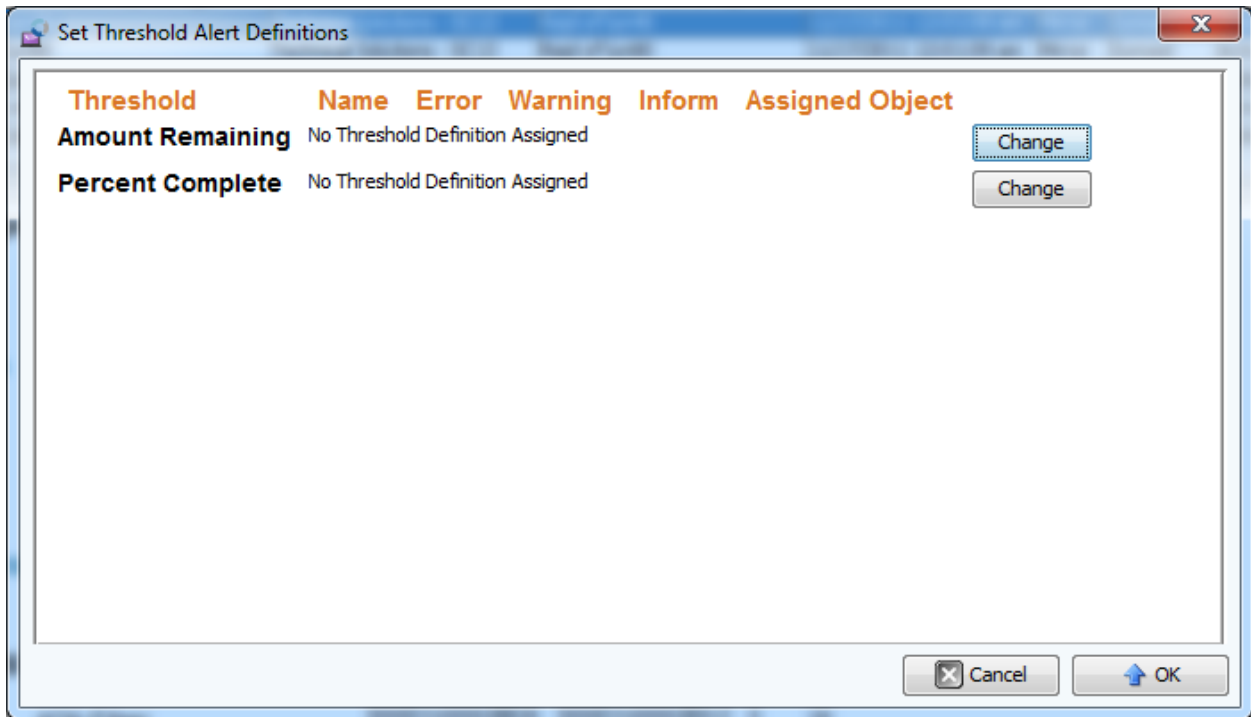 Set Threshold Alert Definitions
Threshold Name Error Warning Inform Assigned Object
Amount Remaining No Threshold Definition Assigned Change
Percent Complete No Threshold Definition Assigned Change
Cancel OK